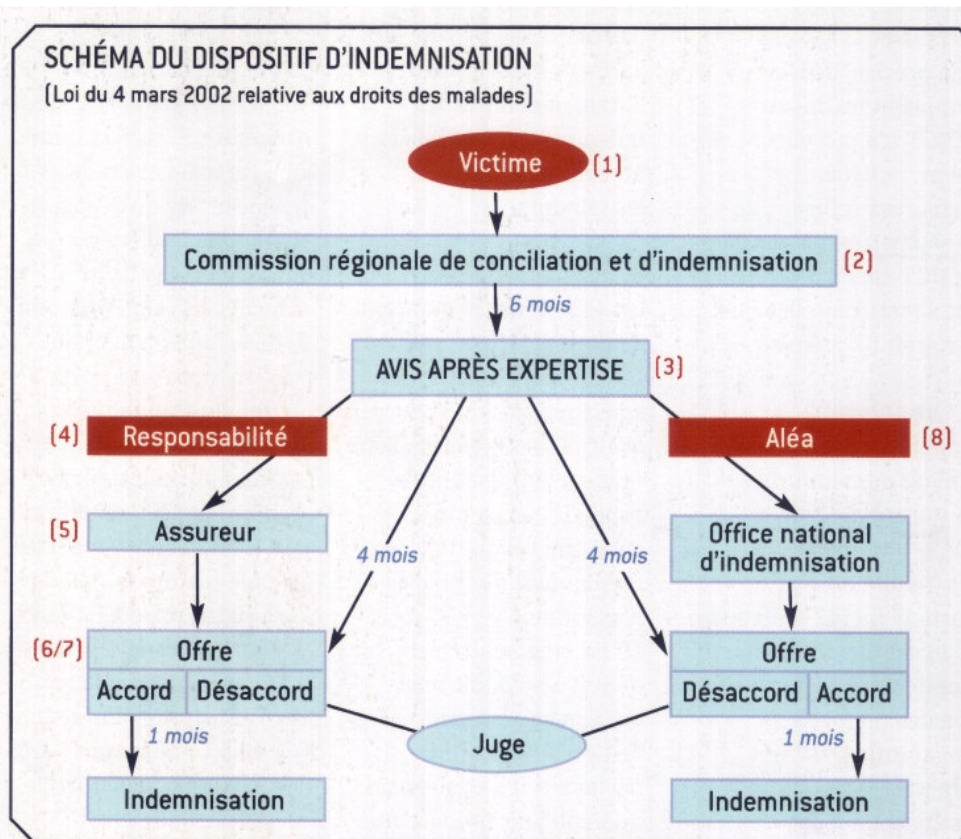 SCHÉMA DU DISPOSITIF D'INDEMNISATION
(Loi du 4 mars 2002 relative aux droits des malades)
Victime (1)
Commission régionale de conciliation et d'indemnisation (2)
6 mois
AVIS APRÈS EXPERTISE (3)
(4) Responsabilité
Aléa (8)
(5) Assureur
Office national
d'indemnisation
4 mois
4 mois
(6/7) Offre
Accord Désaccord
Offre
Désaccord Accord
1 mois
Juge
1 mois
Indemnisation
Indemnisation